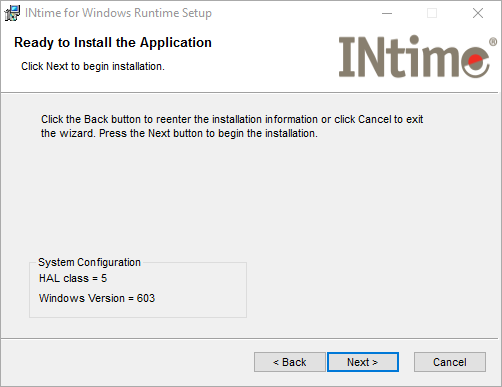 INtime for Windows Runtime Setup
Ready to Install the Application
Click Next to begin installation.
INtime®
Click the Back button to reenter the installation information or click Cancel to exit
the wizard. Press the Next button to begin the installation.
System Configuration
HAL class = 5
Windows Version = 603
< Back
Next >
Cancel